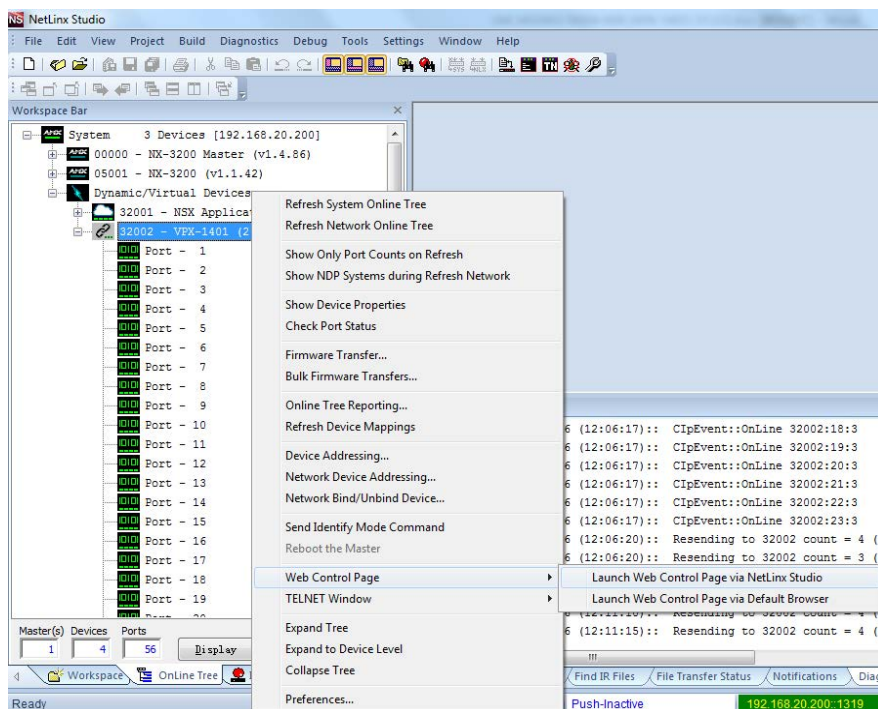 NS NetLinx Studio
File Edit View Project Build Diagnostics Debug Tools Settings Window Help
Workspace Bar
System 3 Devices [192.168.20.200]
00000 - NX-3200 Master (v1.4.86)
05001 - NX-3200 (v1.1.42)
Dynamic/Virtual Devices
32001 - NSX Applica
32002 - VPX-1401 (2
Port - 1
Port - 2
Port - 3
Port - 4
Port - 5
Port - 6
Port - 7
Port - 8
Port - 9
Port - 10
Port - 11
Port - 12
Port - 13
Port - 14
Port - 15
Port - 16
Port - 17
Port - 18
Port - 19
Master(s) Devices Ports
1 4 56 Display
Workspace OnLine Tree
Ready
Refresh System Online Tree
Refresh Network Online Tree
Show Only Port Counts on Refresh
Show NDP Systems during Refresh Network
Show Device Properties
Check Port Status
Firmware Transfer...
Bulk Firmware Transfers...
Online Tree Reporting...
Refresh Device Mappings
Device Addressing...
Network Device Addressing...
Network Bind/Unbind Device...
Send Identify Mode Command
Reboot the Master
Web Control Page
TELNET Window
Expand Tree
Expand to Device Level
Collapse Tree
Preferences...
Launch Web Control Page via NetLinx Studio
Launch Web Control Page via Default Browser
6 (12:06:17):: CIpEvent::OnLine 32002:18:3
6 (12:06:17):: CIpEvent::OnLine 32002:19:3
6 (12:06:17):: CIpEvent::OnLine 32002:20:3
6 (12:06:17):: CIpEvent::OnLine 32002:21:3
6 (12:06:17):: CIpEvent::OnLine 32002:22:3
6 (12:06:17):: CIpEvent::OnLine 32002:23:3
6 (12:06:20):: Resending to 32002 count = 4 (
6 (12:06:20):: Resending to 32002 count = 3 (
6 (12:11:15):: Resending to 32002 count = 4 (
Find IR Files File Transfer Status Notifications Diag
Push-Inactive 192.168.20.200::1319